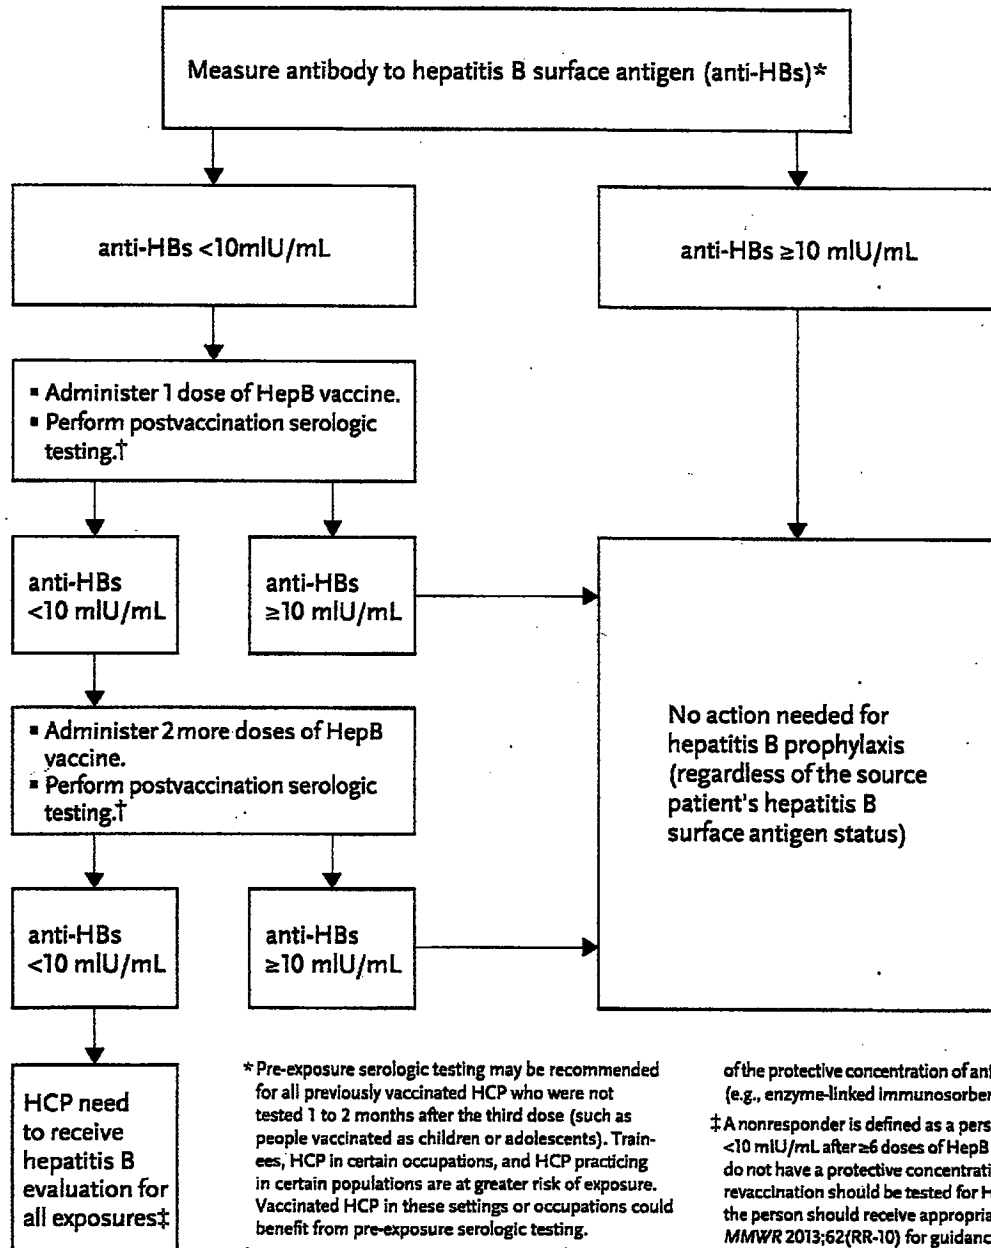 Measure antibody to hepatitis B surface antigen (anti-HBs)*
anti-HBs <10mIU/mL
anti-HBs ≥10 mIU/mL
▪ Administer 1 dose of HepB vaccine.
▪ Perform postvaccination serologic
testing.†
anti-HBs
<10 mIU/mL
anti-HBs
≥10 mIU/mL
▪ Administer 2 more doses of HepB
vaccine.
▪ Perform postvaccination serologic
testing.†
No action needed for
hepatitis B prophylaxis
(regardless of the source
patient's hepatitis B
surface antigen status)
anti-HBs
<10 mIU/mL
anti-HBs
≥10 mIU/mL
HCP need
to receive
hepatitis B
evaluation for
all exposures‡
* Pre-exposure serologic testing may be recommended
for all previously vaccinated HCP who were not
tested 1 to 2 months after the third dose (such as
people vaccinated as children or adolescents). Train-
ees, HCP in certain occupations, and HCP practicing
in certain populations are at greater risk of exposure.
Vaccinated HCP in these settings or occupations could
benefit from pre-exposure serologic testing.
of the protective concentration of
(e.g., enzyme-linked
‡ A nonresponder is defined as a
<10 mIU/mL after ≥6 doses of HepB
do not have a protective
revaccination should be tested for
the person should receive
MMWR 2013;62(RR-10) for